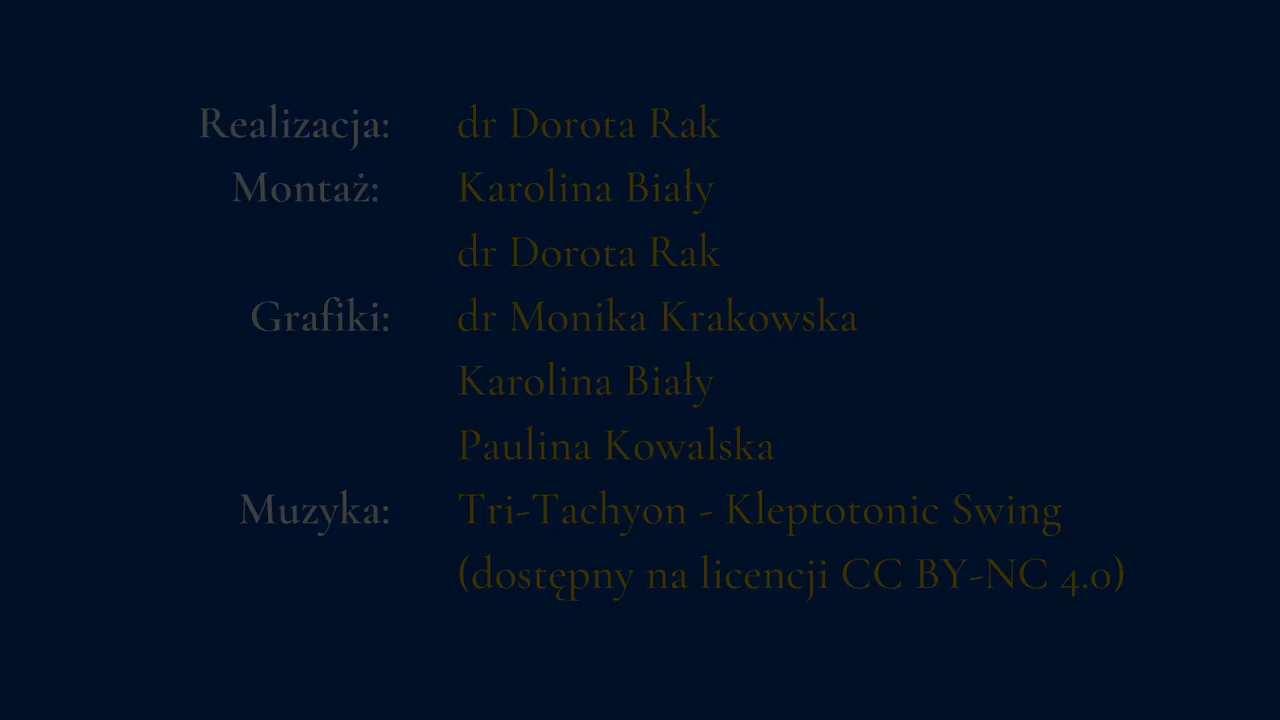 Realizacja: dr Dorota Rak
Montaż: Karolina Biały
dr Dorota Rak
Grafiki: dr Monika Krakowska
Karolina Biały
Paulina Kowalska
Muzyka: Tri-Tachyon - Kleptotonic Swing
(dostępny na licencji CC BY-NC 4.0)